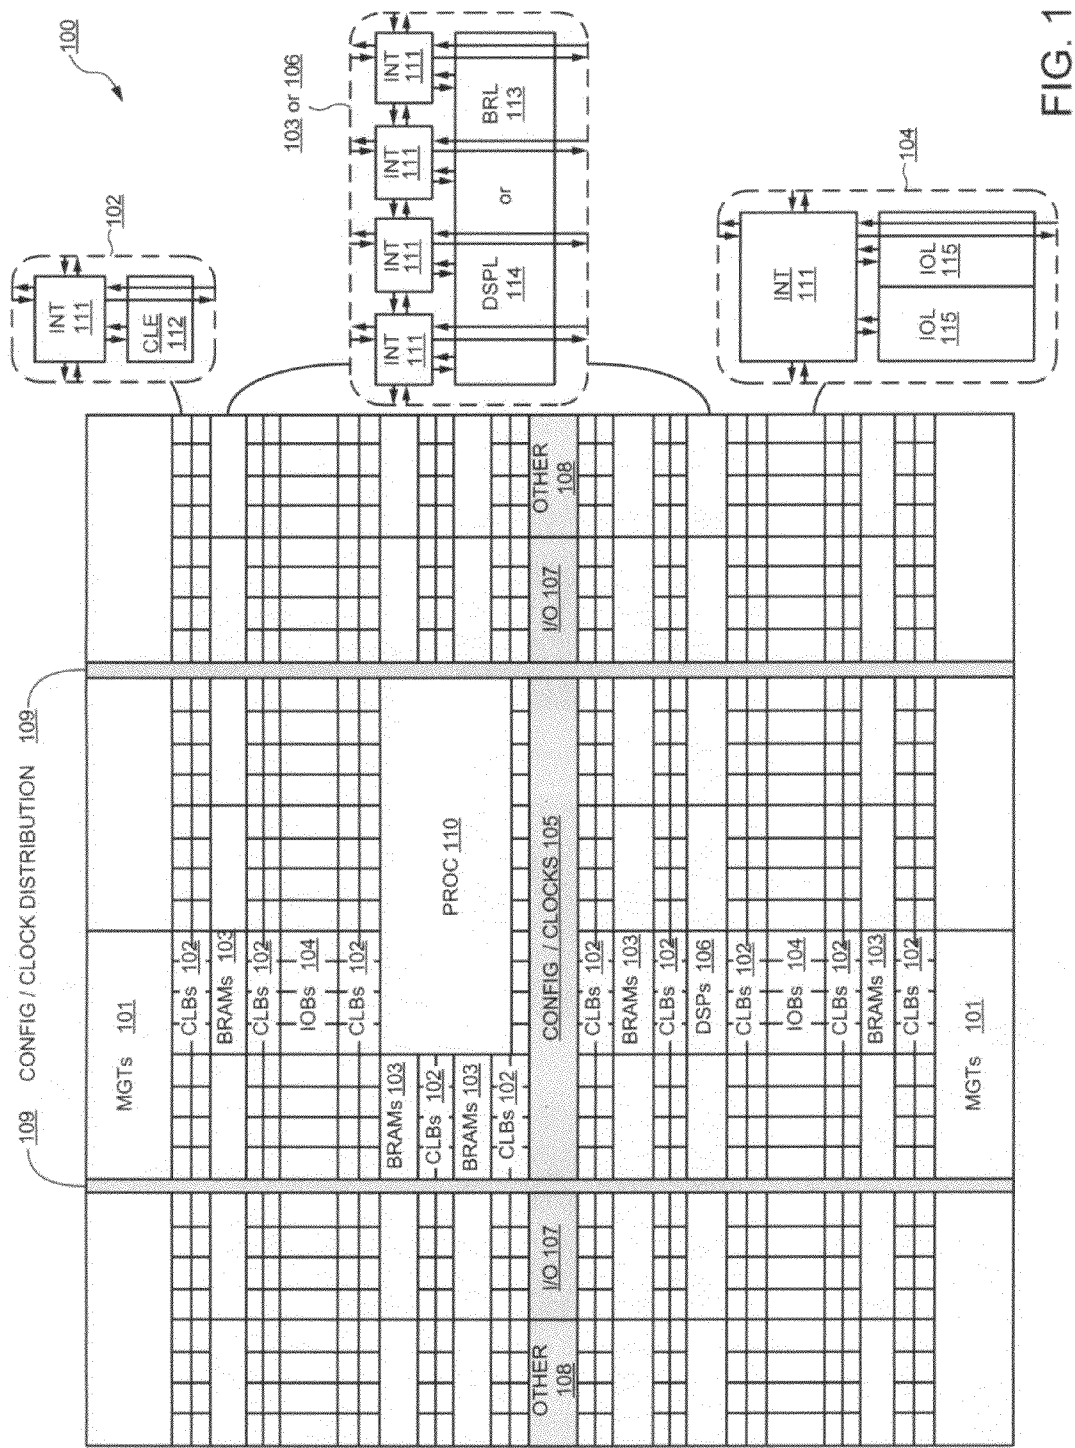 100
INT
111
CLE
112
102
INT
111
INT
111
INT
111
INT
111
DSPL
114
or
BRL
113
103 or 106
INT
111
IOL
115
IOL
115
104
109 CONFIG / CLOCK DISTRIBUTION 109
MGTs 101
CLBs 102
BRAMs 103
CLBs 102
IOBs 104
CLBs 102
BRAMs 103
CLBs 102
BRAMs 103
CLBs 102
PROC 110
OTHER
108
I/O 107
CONFIG / CLOCKS 105
I/O 107
OTHER
108
CLBs 102
BRAMs 103
CLBs 102
DSPs 106
CLBs 102
IOBs 104
CLBs 102
BRAMs 103
CLBs 102
MGTs 101
FIG. 1